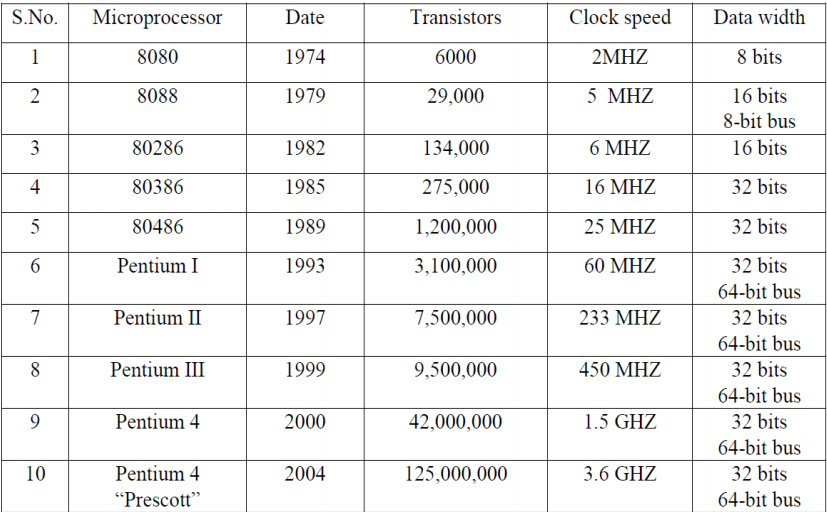 S.No. Microprocessor Date Transistors Clock speed Data width
1 8080 1974 6000 2MHZ 8 bits
2 8088 1979 29,000 5 MHZ 16 bits
8-bit bus
3 80286 1982 134,000 6 MHZ 16 bits
4 80386 1985 275,000 16 MHZ 32 bits
5 80486 1989 1,200,000 25 MHZ 32 bits
6 Pentium I 1993 3,100,000 60 MHZ 32 bits
64-bit bus
7 Pentium II 1997 7,500,000 233 MHZ 32 bits
64-bit bus
8 Pentium III 1999 9,500,000 450 MHZ 32 bits
64-bit bus
9 Pentium 4 2000 42,000,000 1.5 GHZ 32 bits
64-bit bus
10 Pentium 4 2004 125,000,000 3.6 GHZ 32 bits
“Prescott” 64-bit bus